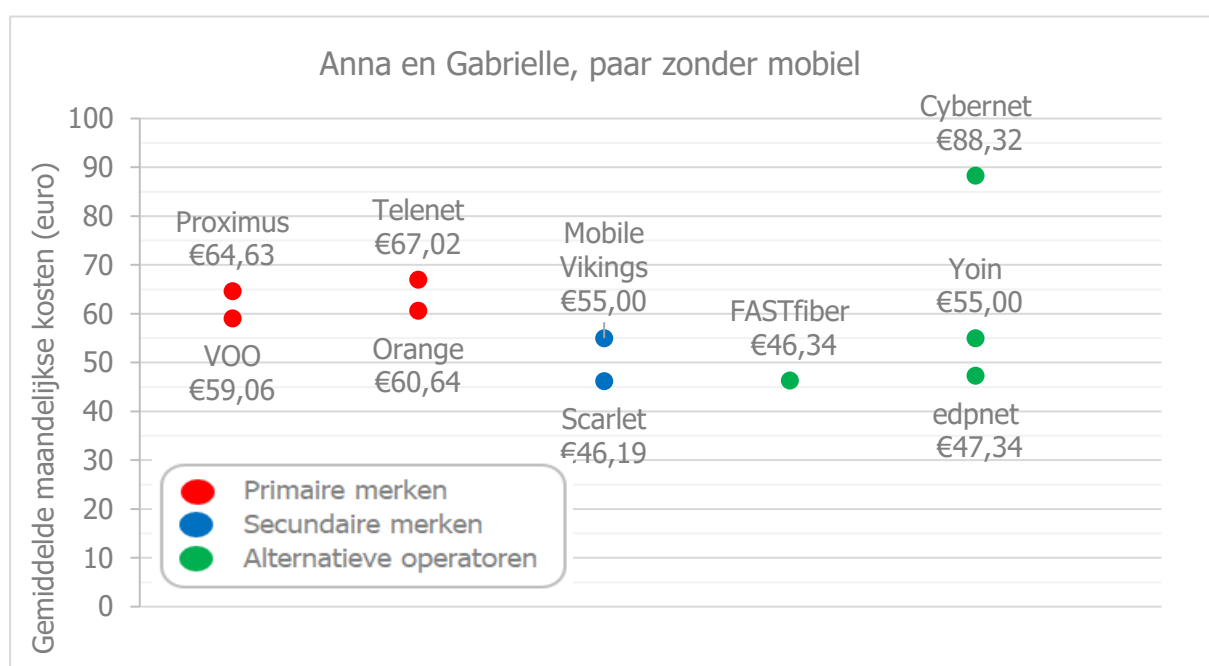 Anna en Gabrielle, paar zonder mobiel
Gemiddelde maandelijkse kosten (euro)
100
90
80
70
60
50
40
30
20
10
0
Proximus
€64,63
VOO
€59,06
Telenet
€67,02
Orange
€60,64
Mobile
Vikings
€55,00
Scarlet
€46,19
FASTfiber
€46,34
Cybernet
€88,32
Yoin
€55,00
edpnet
€47,34
Primaire merken
Secundaire merken
Alternatieve operatoren